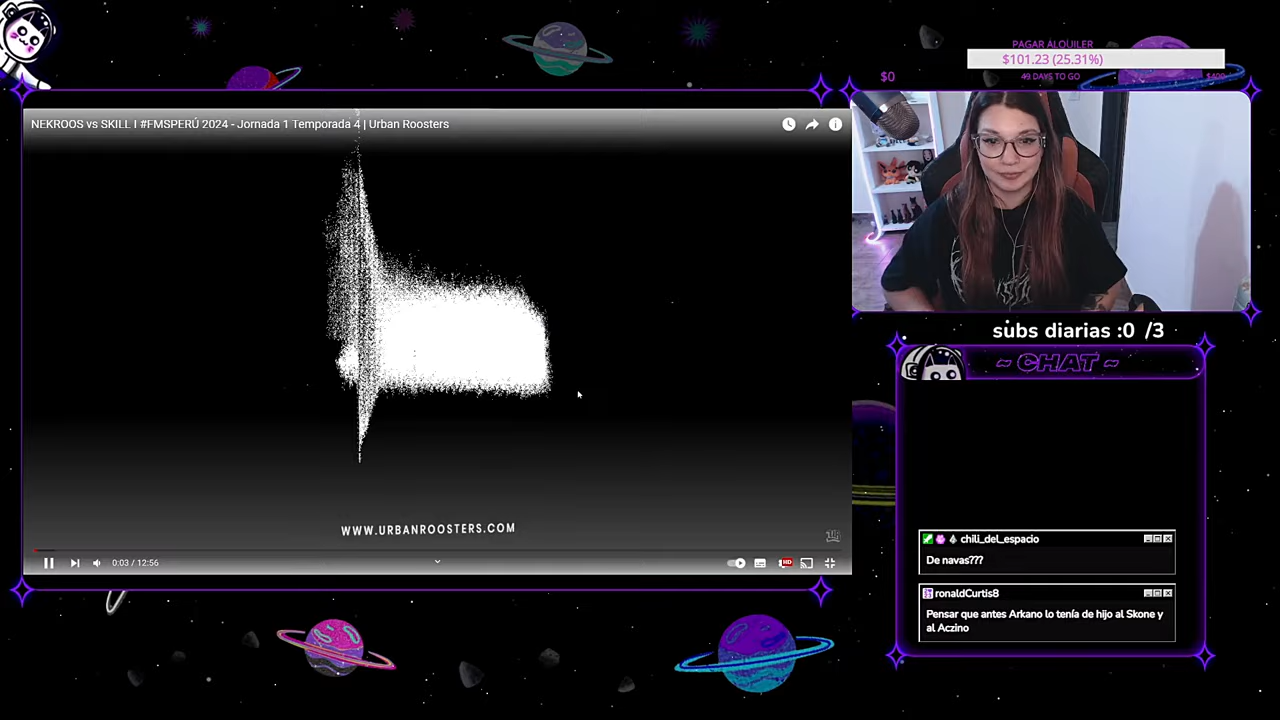 PAGAR ALQUILER
$101.23 (25.31%)
$0
49 DAYS TO GO
$400
NEKROOS vs SKILL I #FMSPERÚ 2024 - Jornada 1 Temporada 4 | Urban Roosters
WWW.URBANROOSTERS.COM
0:03 / 12:56
HD
subs diarias :0 /3
~ CHAT ~
chili_del_espacio
De navas???
ronaldCurtis8
Pensar que antes Arkano lo tenía de hijo al Skone y
al Aczino